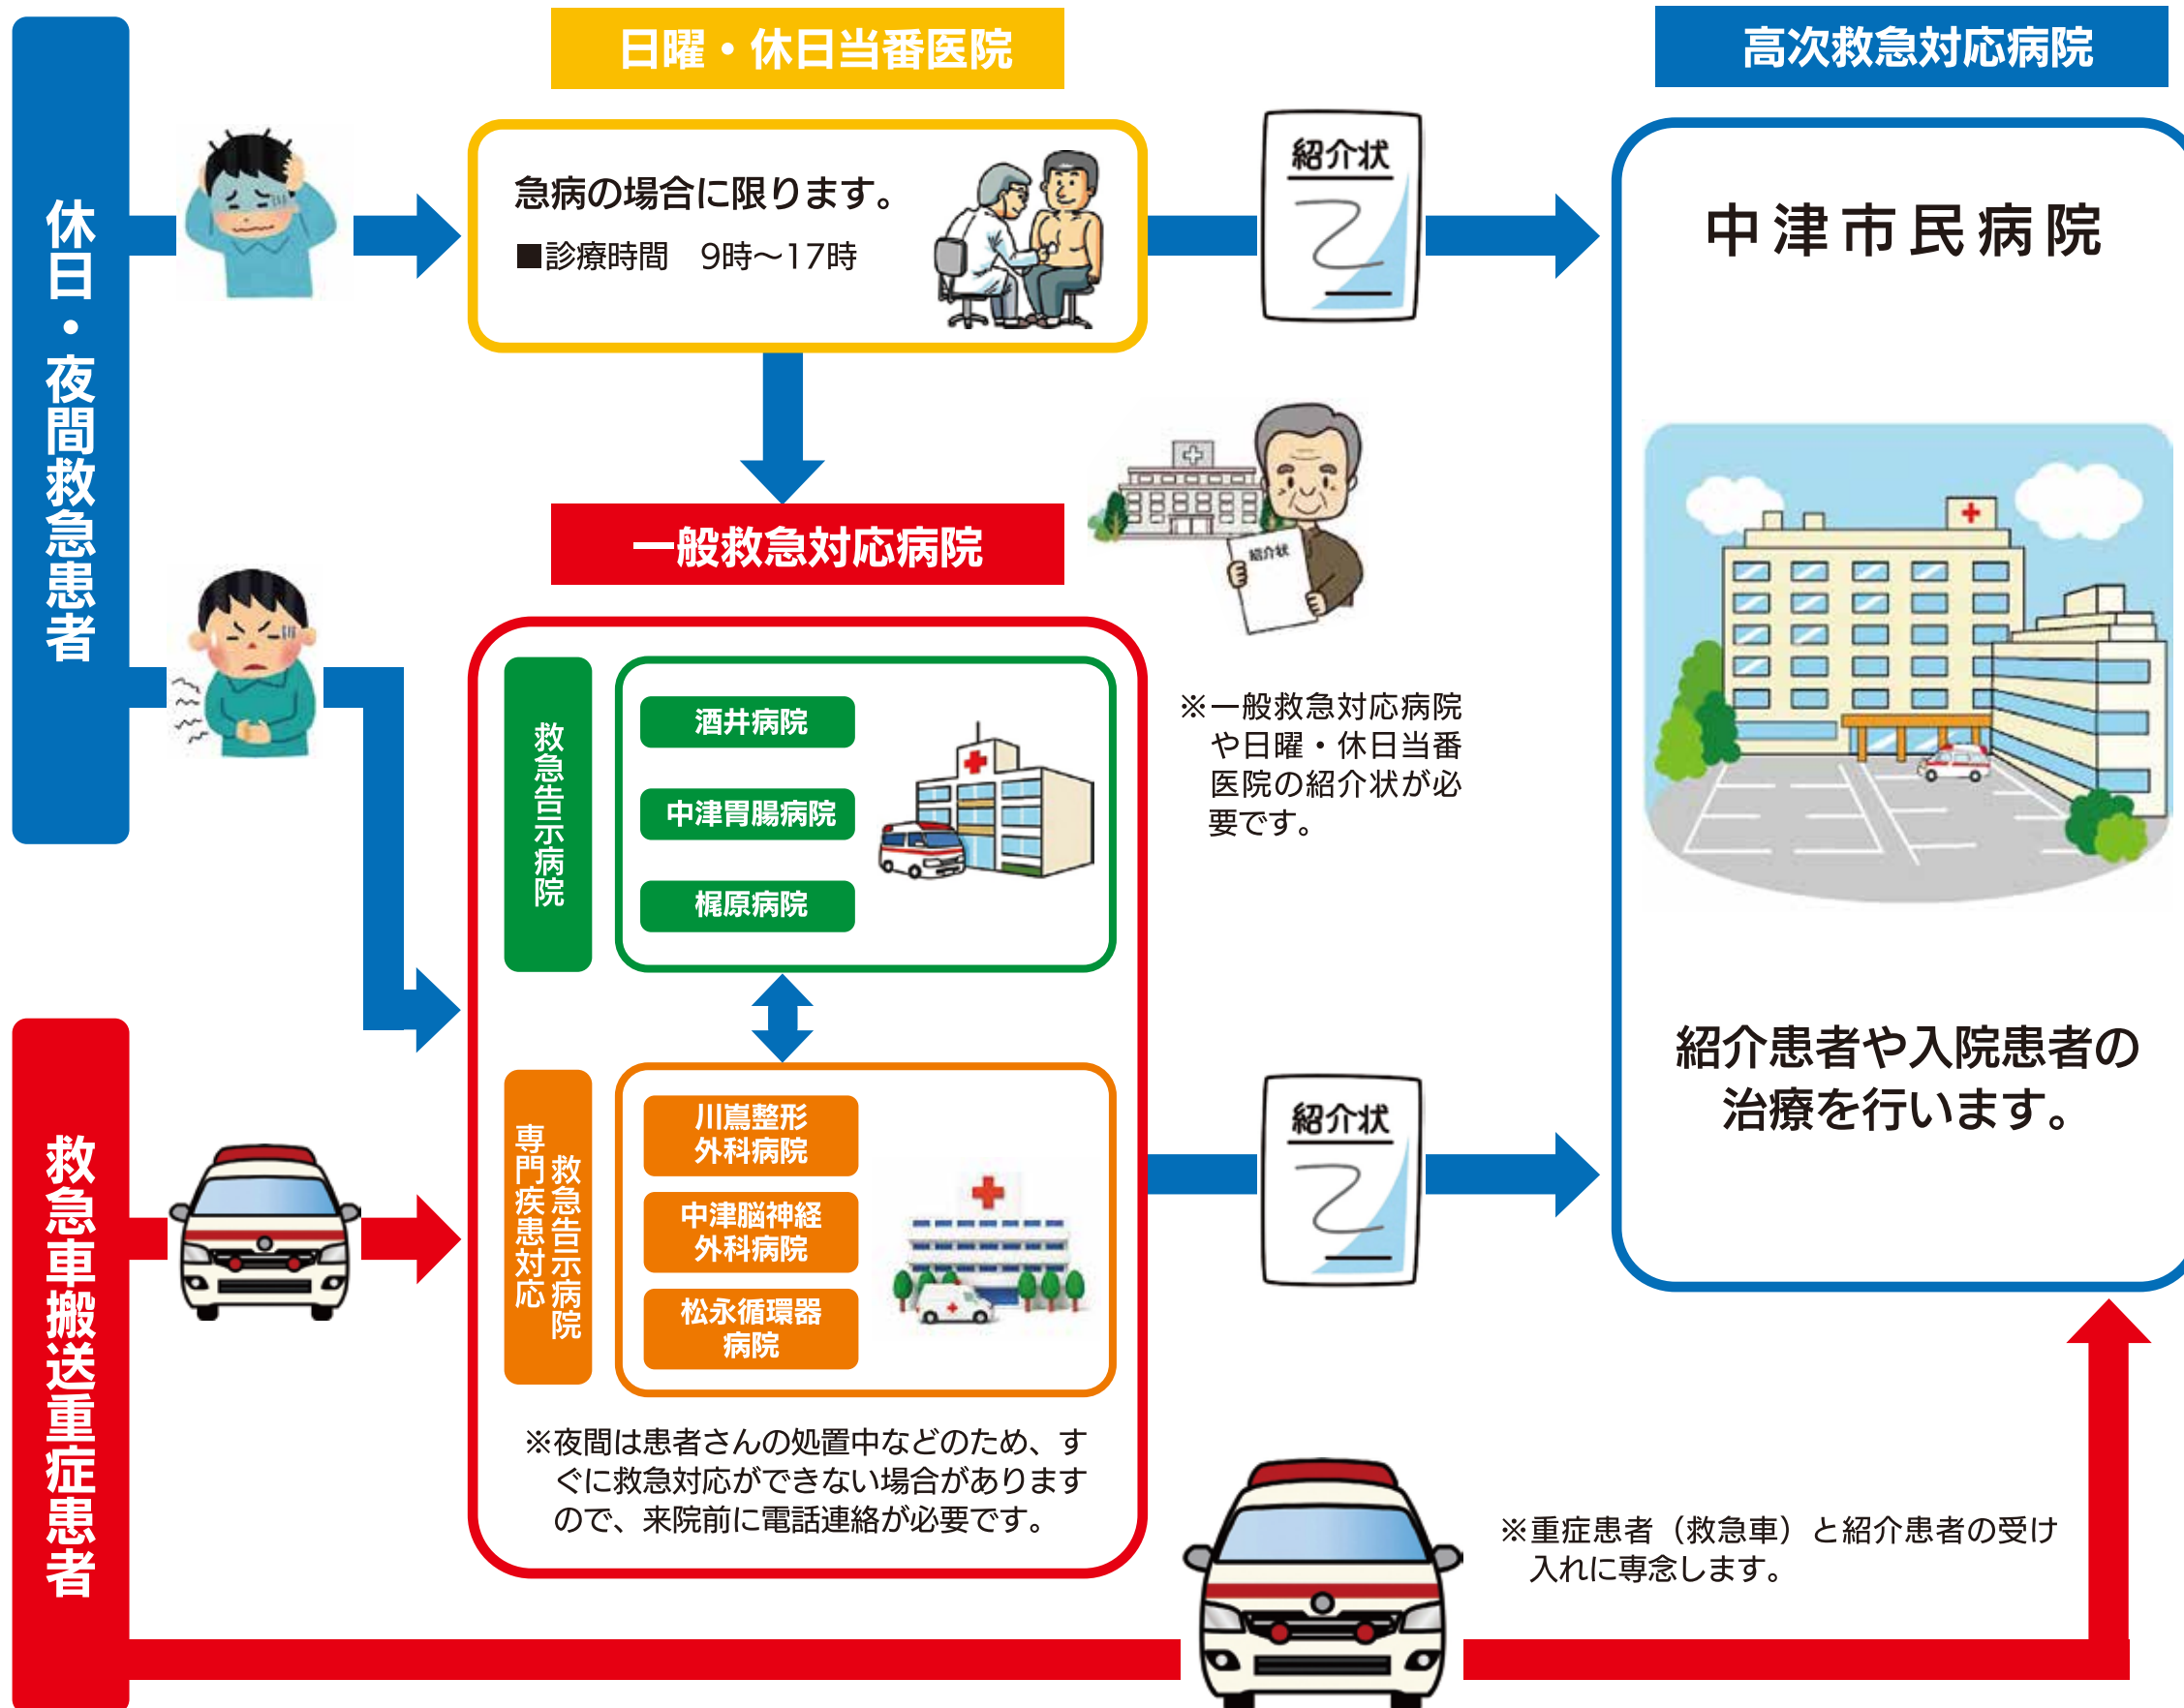 休日・夜間救急患者
日曜・休日当番医院
急病の場合に限ります。
■診療時間　9時～17時
紹介状
高次救急対応病院
中津市民病院
紹介患者や入院患者の
治療を行います。
一般救急対応病院
紹介状
※一般救急対応病院
や日曜・休日当番
医院の紹介状が必
要です。
救急告示病院
酒井病院
中津胃腸病院
梶原病院
専門疾患対応
救急告示病院
川嶌整形
外科病院
中津脳神経
外科病院
松永循環器
病院
紹介状
※夜間は患者さんの処置中などのため、す
ぐに救急対応ができない場合があります
ので、来院前に電話連絡が必要です。
救急車搬送重症患者
※重症患者（救急車）と紹介患者の受け
入れに専念します。